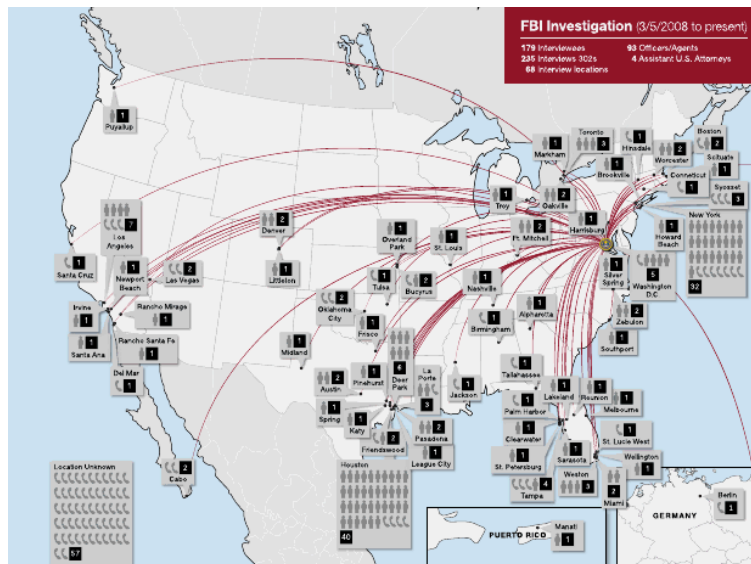 FBI Investigation (3/5/2008 to present)
179 Interviewees
93 Officers/Agents
235 Interviews 302s
4 Assistant U.S. Attorneys
68 Interview locations
1
Puyallup
Toronto
3
1
Markham
1
Hinsdale
Boston
2
2
Worcester
Scituate
1
1
Brookville
Connecticut
1
Syosset
3
1
Troy
2
Oakville
1
Harrisburg
1
Howard Beach
New York
32
7
Los Angeles
2
Denver
1
Overland Park
1
St. Louis
2
Ft. Mitchell
1
Santa Cruz
1
Newport Beach
2
Las Vegas
1
Littleton
1
Tulsa
2
Bucyrus
1
Nashville
1
Silver Spring
5
Washington D.C.
Irvine
1
1
Rancho Mirage
2
Oklahoma City
1
Frisco
1
Birmingham
1
Alpharetta
2
Zebulon
1
Southport
1
Santa Ana
Rancho Santa Fe
1
1
Midland
Del Mar
1
2
Austin
1
Pinehurst
6
Deer Park
La Porte
3
1
Jackson
1
Tallahassee
1
Lakeland
1
Reunion
1
Melbourne
1
Spring
1
Katy
2
Friendswood
2
Pasadena
1
League City
1
Palm Harbor
1
Clearwater
1
St. Petersburg
1
Sarasota
1
St. Lucie West
Wellington
1
4
Tampa
Weston
3
2
Miami
2
Cabo
Location Unknown
57
Houston
40
PUERTO RICO
Manati
1
GERMANY
Berlin
1